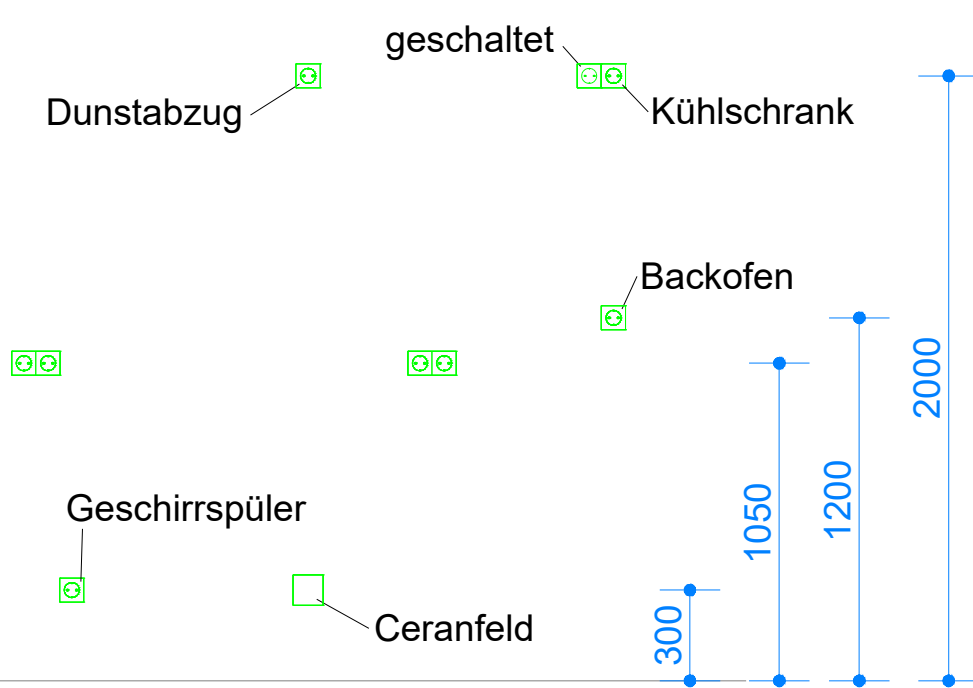 geschaltet
Dunstabzug
Kühlschrank
Backofen
2000
1200
1050
Geschirrspüler
300
Ceranfeld